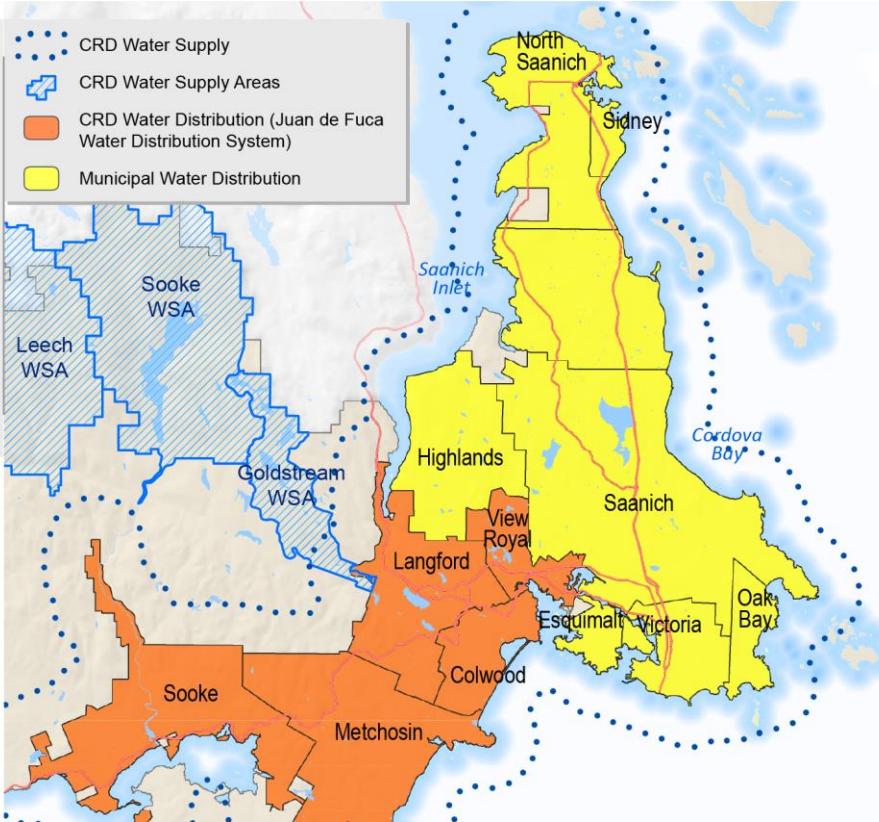 CRD Water Supply
CRD Water Supply Areas
CRD Water Distribution (Juan de Fuca
Water Distribution System)
Municipal Water Distribution
North
Saanich
Sidney
Saanich
Inlet
Sooke
WSA
Leech
WSA
Goldstream
WSA
Highlands
Cordova
Bay
Saanich
View
Royal
Langford
Esquimalt
Victoria
Oak
Bay
Colwood
Sooke
Metchosin